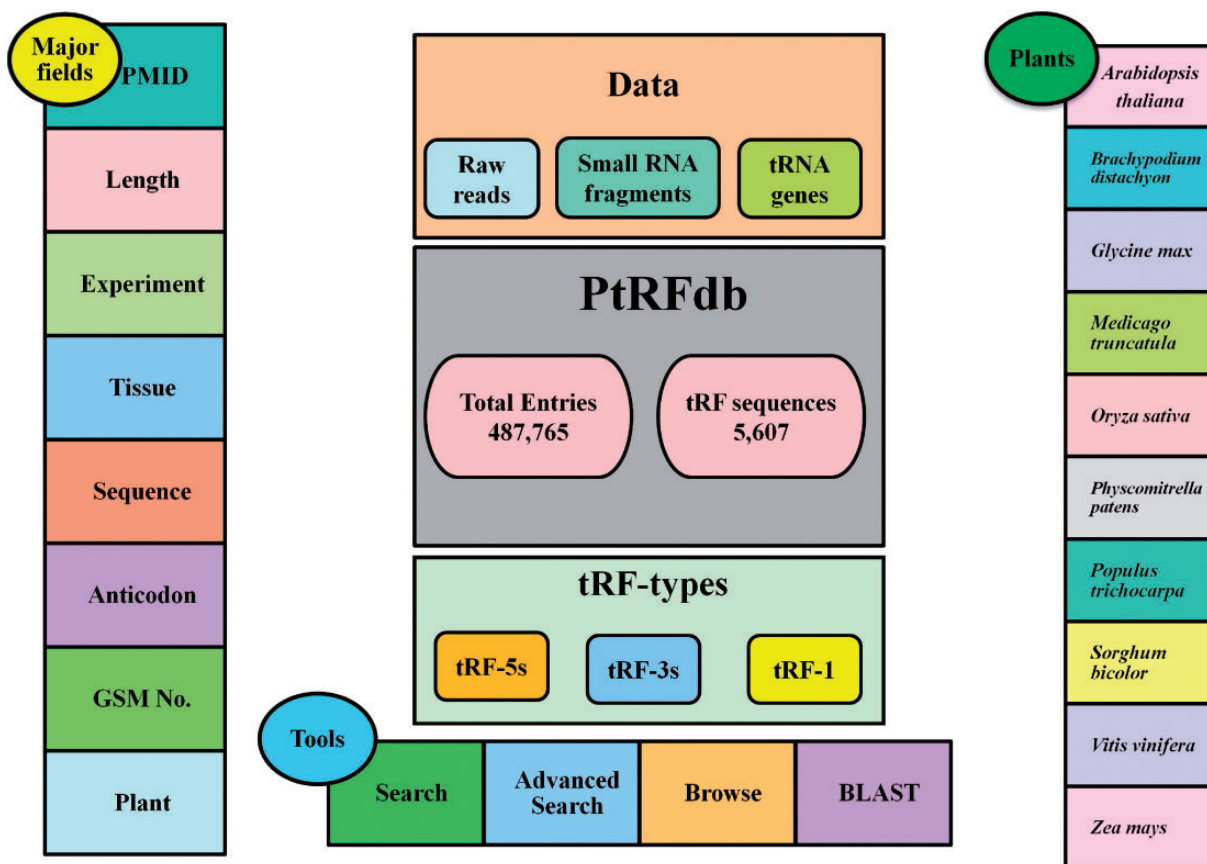 Major
fields
PMID
Length
Experiment
Tissue
Sequence
Anticodon
GSM No.
Plant
Data
Raw
reads
Small RNA
fragments
tRNA
genes
PtRFdb
Total Entries
487,765
tRF sequences
5,607
tRF-types
tRF-5s
tRF-3s
tRF-1
Tools
Search
Advanced
Search
Browse
BLAST
Plants
Arabidopsis
thaliana
Brachypodium
distachyon
Glycine max
Medicago
truncatula
Oryza sativa
Physcomitrella
patens
Populus
trichocarpa
Sorghum
bicolor
Vitis vinifera
Zea mays